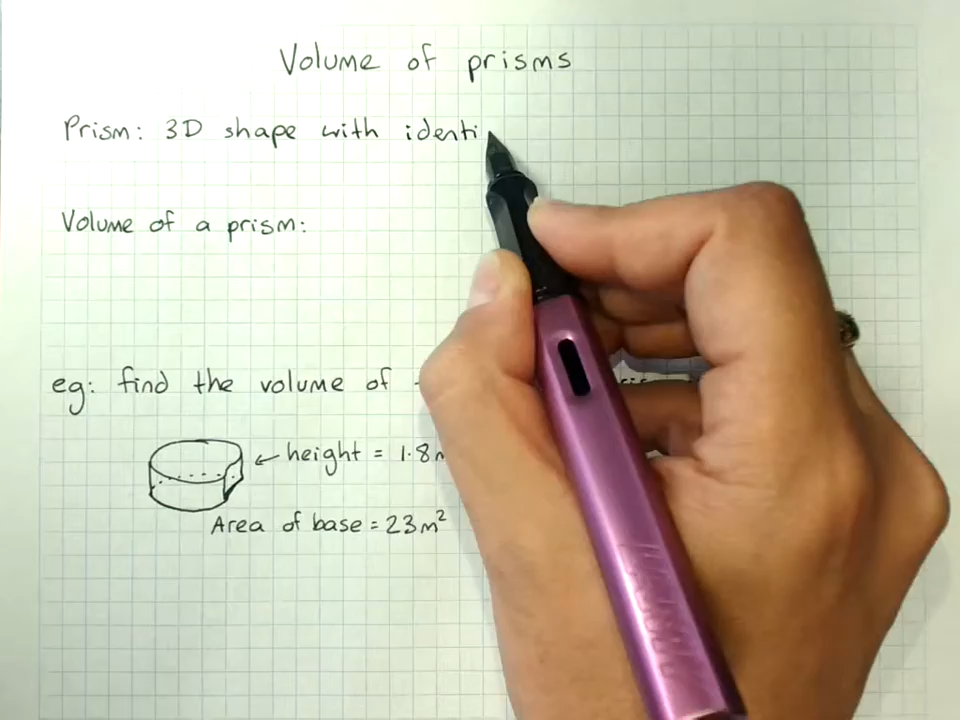 Volume of prisms
Prism: 3D shape with identi
Volume of a prism:
eg: find the volume of
height = 1.8m
Area of base = 23m²